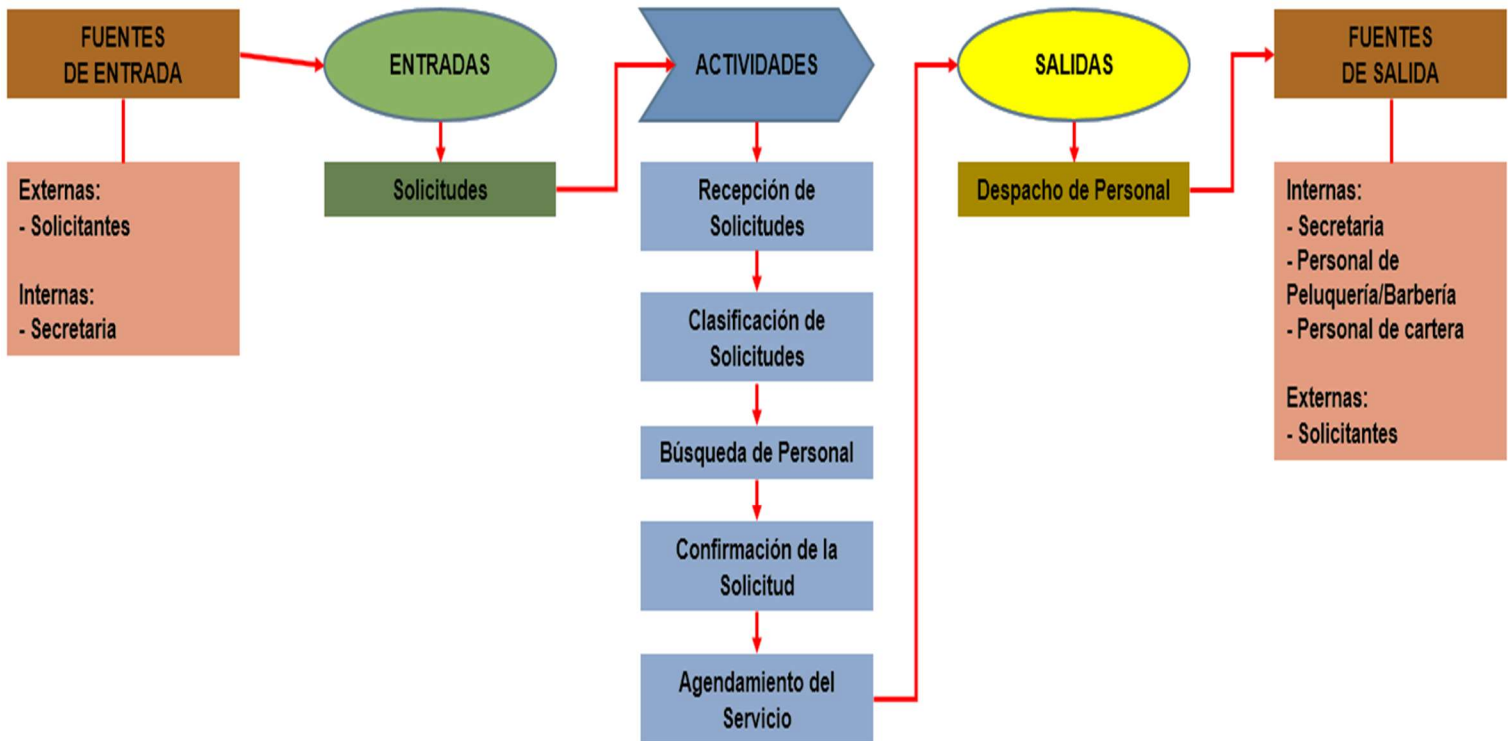 FUENTES
DE ENTRADA
ENTRADAS
ACTIVIDADES
SALIDAS
FUENTES
DE SALIDA
Externas:
- Solicitantes
Internas:
- Secretaria
Solicitudes
Recepción de
Solicitudes
Clasificación de
Solicitudes
Búsqueda de Personal
Confirmación de la
Solicitud
Agendamiento del
Servicio
Despacho de Personal
Internas:
- Secretaria
- Personal de
Peluquería/Barbería
- Personal de cartera
Externas:
- Solicitantes